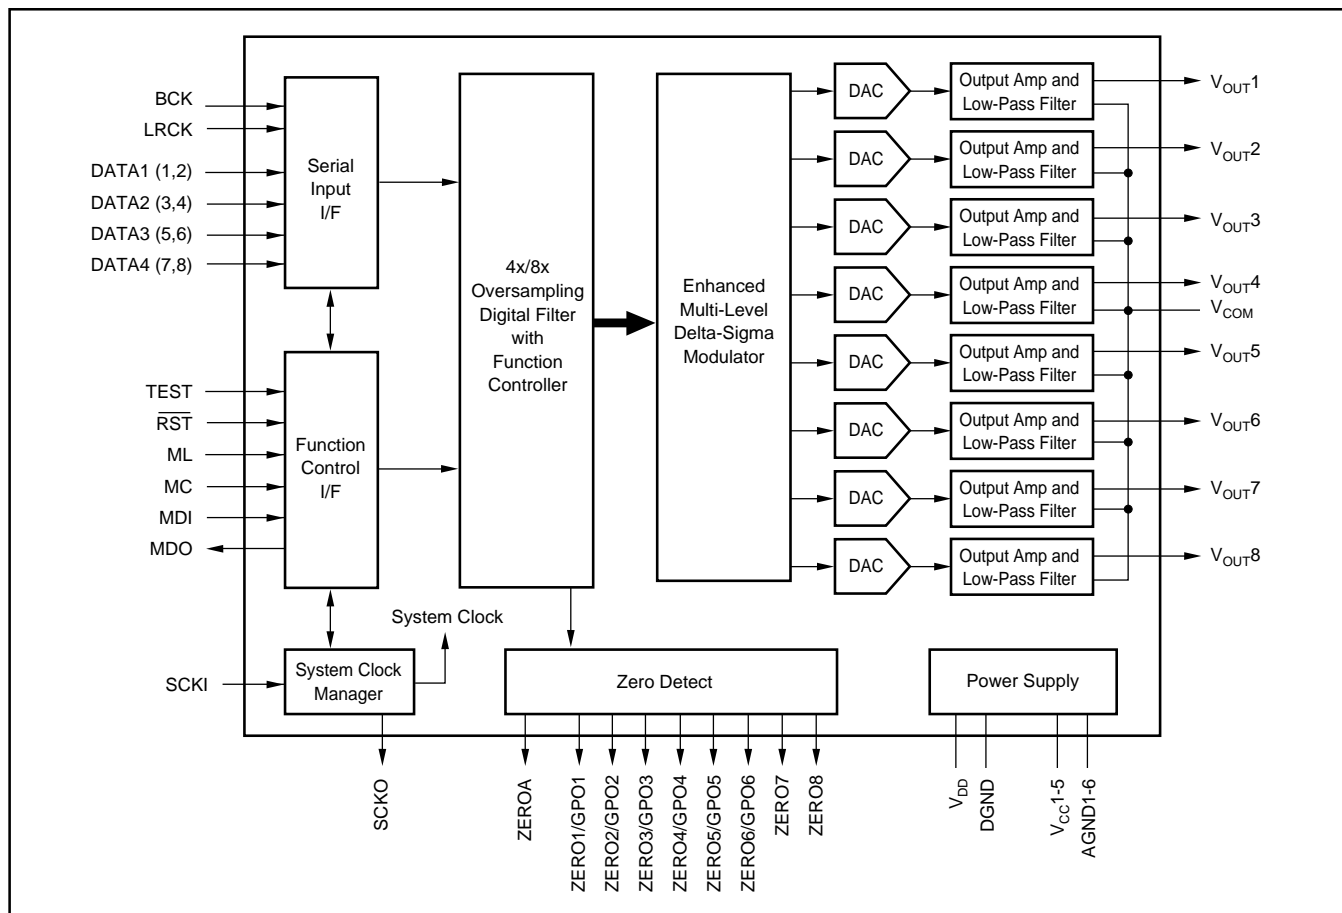 BCK
LRCK
DATA1 (1,2)
DATA2 (3,4)
DATA3 (5,6)
DATA4 (7,8)
TEST
RST
ML
MC
MDI
MDO
SCKI
Serial
Input
I/F
Function
Control
I/F
System Clock
Manager
System Clock
4x/8x
Oversampling
Digital Filter
with
Function
Controller
Enhanced
Multi-Level
Delta-Sigma
Modulator
DAC
DAC
DAC
DAC
DAC
DAC
DAC
DAC
Output Amp and
Low-Pass Filter
Output Amp and
Low-Pass Filter
Output Amp and
Low-Pass Filter
Output Amp and
Low-Pass Filter
Output Amp and
Low-Pass Filter
Output Amp and
Low-Pass Filter
Output Amp and
Low-Pass Filter
Output Amp and
Low-Pass Filter
VOUT1
VOUT2
VOUT3
VOUT4
VCOM
VOUT5
VOUT6
VOUT7
VOUT8
Zero Detect
Power Supply
SCKO
ZEROA
ZERO1/GPO1
ZERO2/GPO2
ZERO3/GPO3
ZERO4/GPO4
ZERO5/GPO5
ZERO6/GPO6
ZERO7
ZERO8
VDD
DGND
VCC1-5
AGND1-6